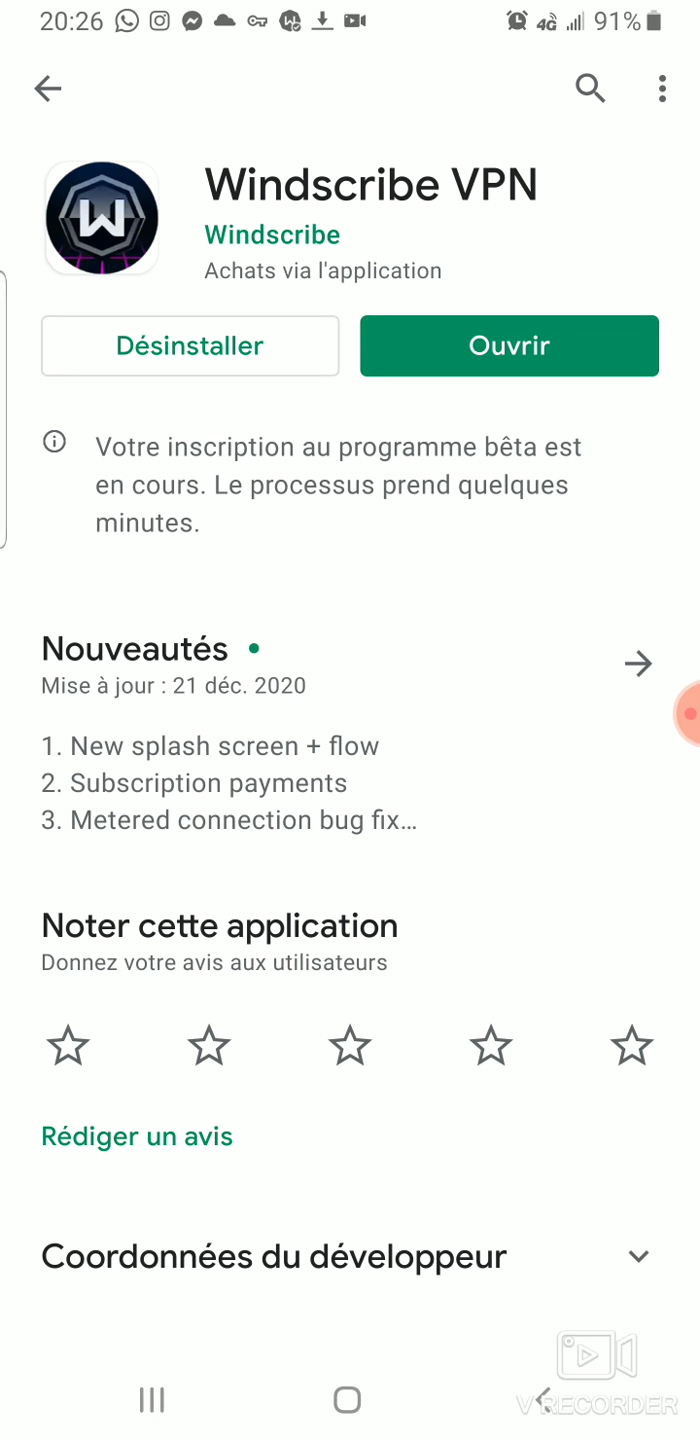 20:26 4G 91%
Windscribe VPN
Windscribe
Achats via l'application
Désinstaller
Ouvrir
Votre inscription au programme bêta est
en cours. Le processus prend quelques
minutes.
Nouveautés
Mise à jour : 21 déc. 2020
1. New splash screen + flow
2. Subscription payments
3. Metered connection bug fix…
Noter cette application
Donnez votre avis aux utilisateurs
Rédiger un avis
Coordonnées du développeur
V RECORDER